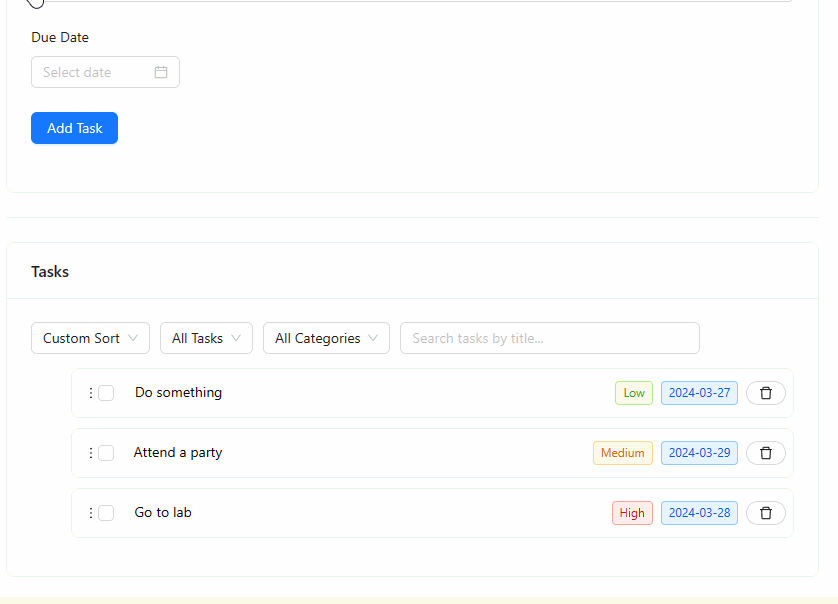 Due Date
Select date
Add Task
Tasks
Custom Sort All Tasks All Categories Search tasks by title...
Do something Low 2024-03-27
Attend a party Medium 2024-03-29
Go to lab High 2024-03-28